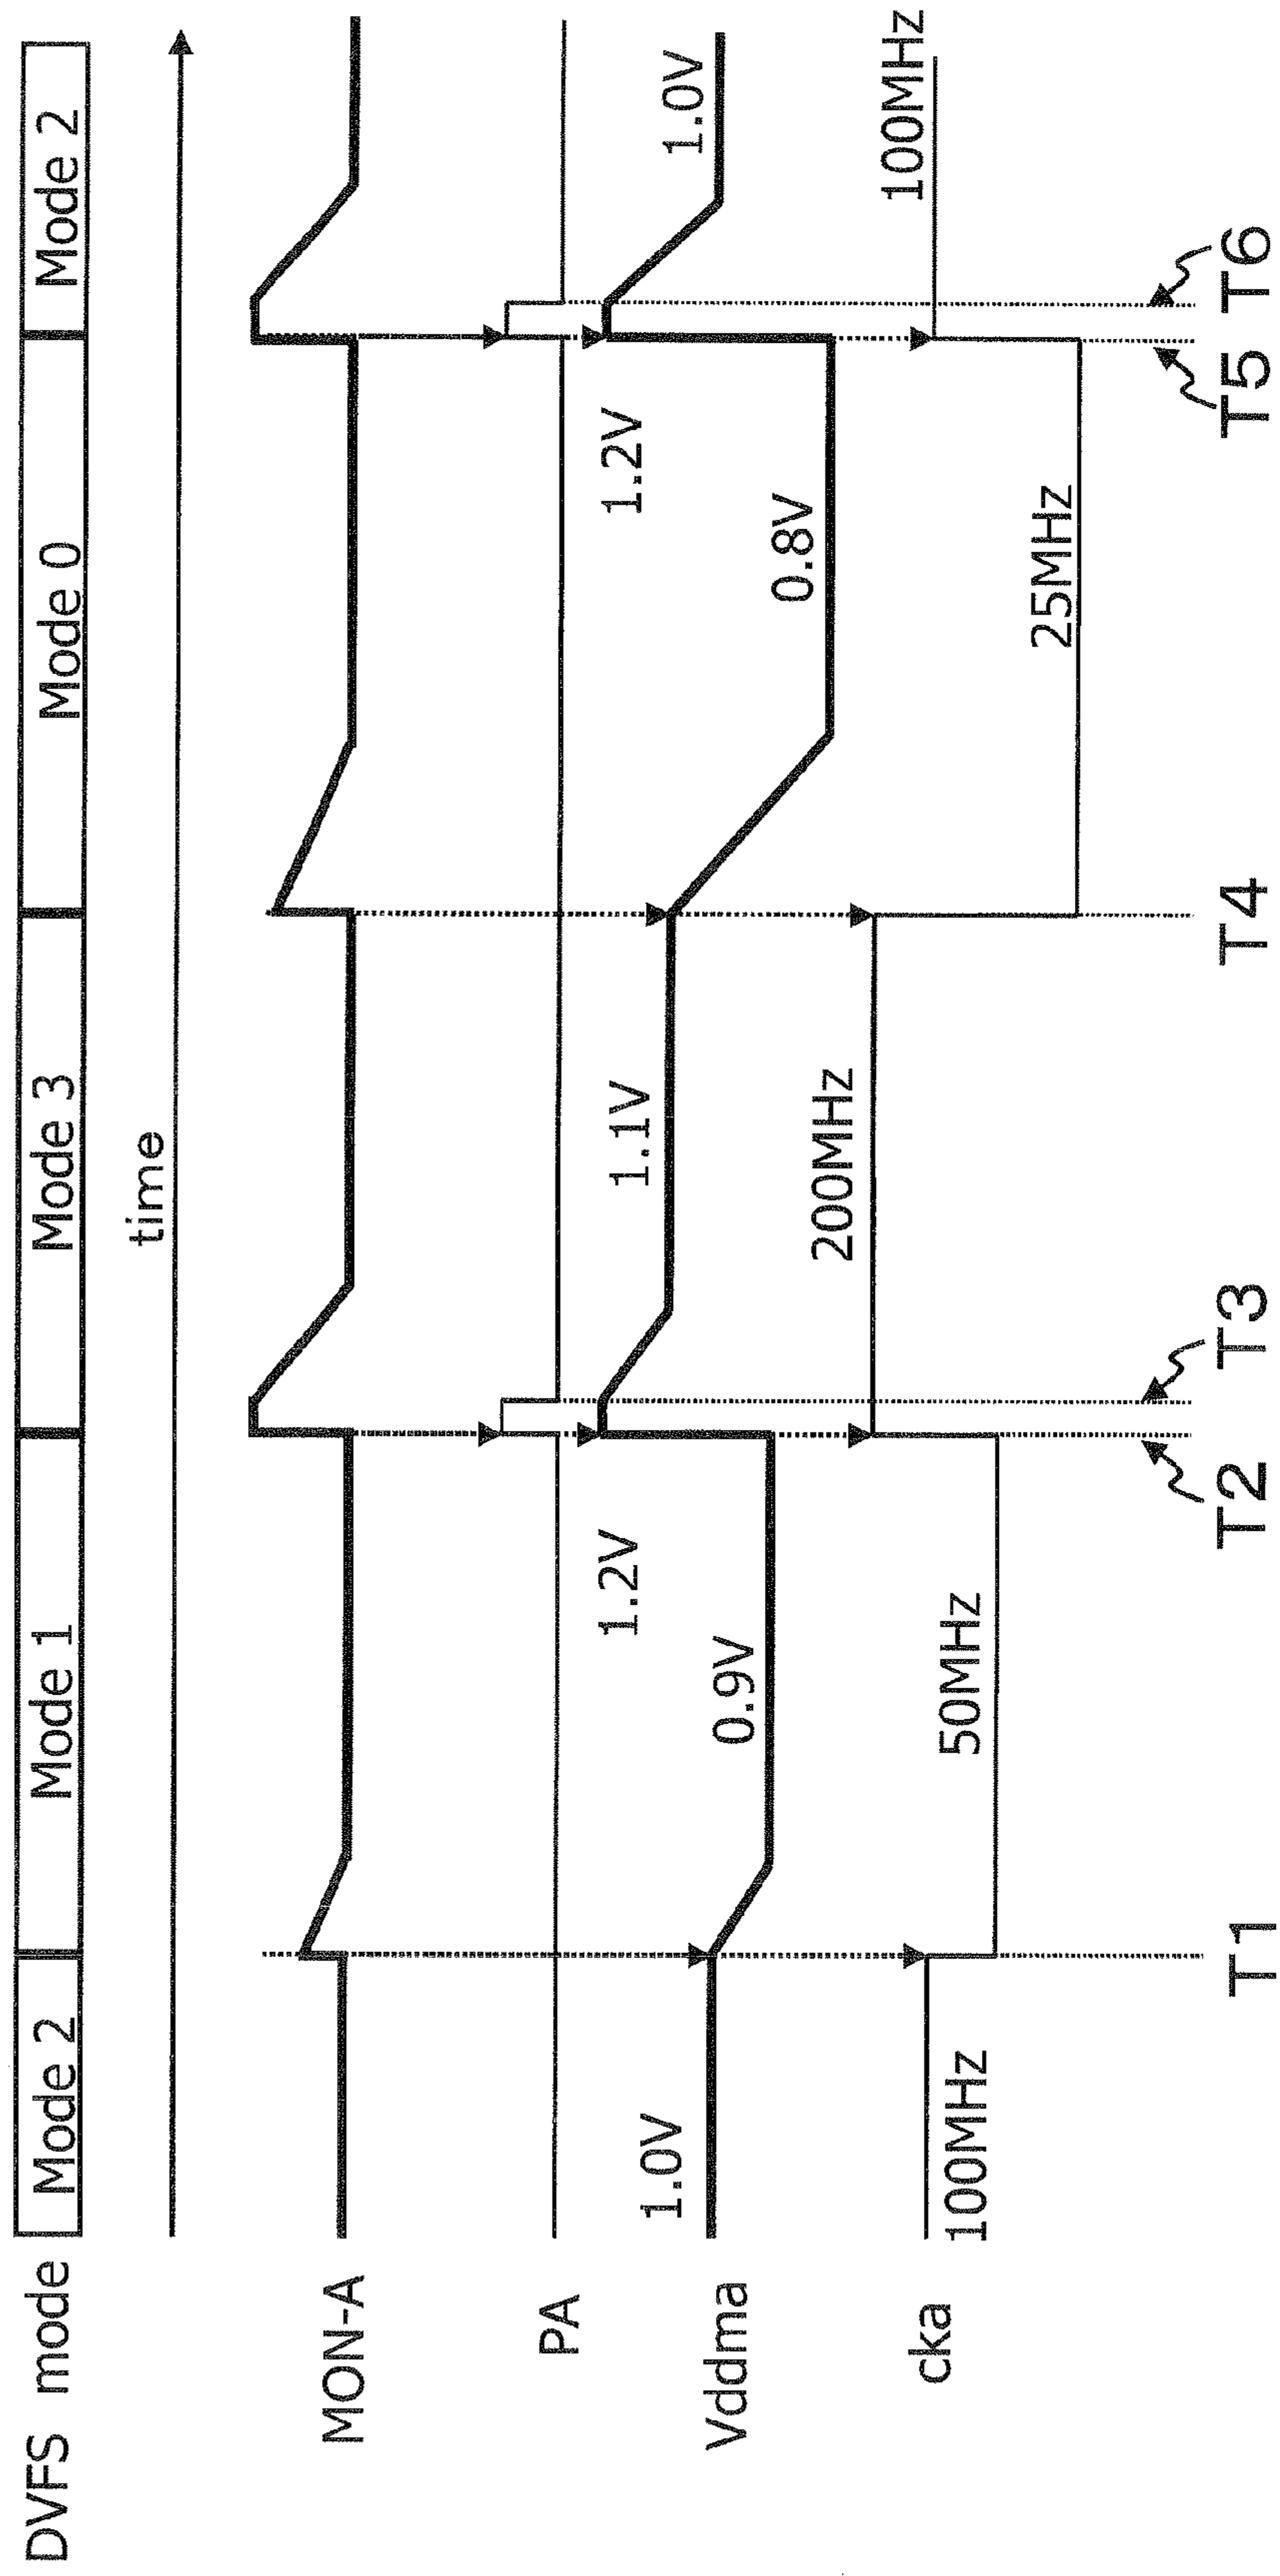 DVFS mode
Mode 2
Mode 1
Mode 3
Mode 0
Mode 2
time
MON-A
PA
Vddma
1.0V
0.9V
1.2V
1.1V
0.8V
1.2V
1.0V
cka
100MHz
50MHz
200MHz
25MHz
100MHz
T1
T2
T3
T4
T5
T6